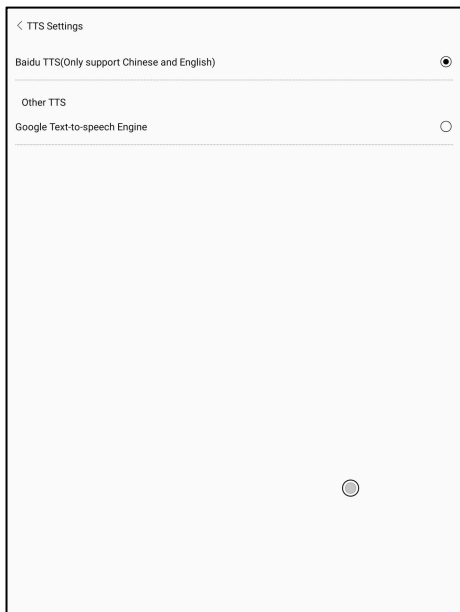 TTS Settings
Baidu TTS(Only support Chinese and English)
Other TTS
Google Text-to-speech Engine